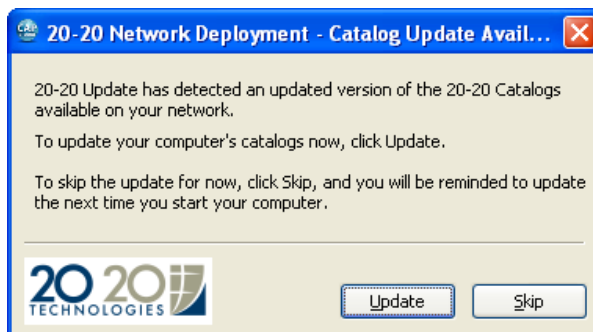 20-20 Network Deployment - Catalog Update Avail...
20-20 Update has detected an updated version of the 20-20 Catalogs
available on your network.
To update your computer's catalogs now, click Update.
To skip the update for now, click Skip, and you will be reminded to update
the next time you start your computer.
20 20
TECHNOLOGIES
Update Skip